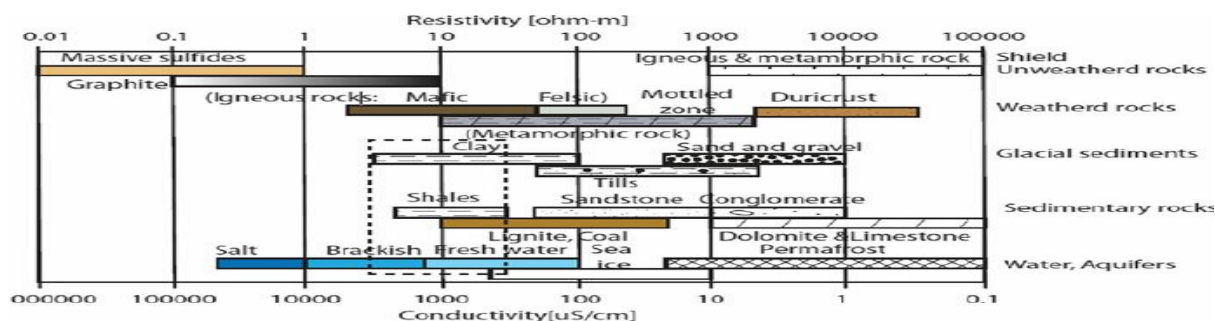 Resistivity [ohm-m]
0.01 0.1 1 10 100 1000 10000 100000
Massive sulfides Igneous & metamorphic rock Shield
Graphite Unweatherd rocks
(Igneous rocks: Mafic Felsic) Mottled zone Duricrust Weatherd rocks
(Metamorphic rock)
Clay Sand and gravel Glacial sediments
Tills
Shales Sandstone Conglomerate Sedimentary rocks
Lignite, Coal Dolomite & Limestone
Salt Brackish Fresh water Sea ice Permafrost Water, Aquifers
0000000 100000 10000 1000 100 10 1 0.1
Conductivity[uS/cm]